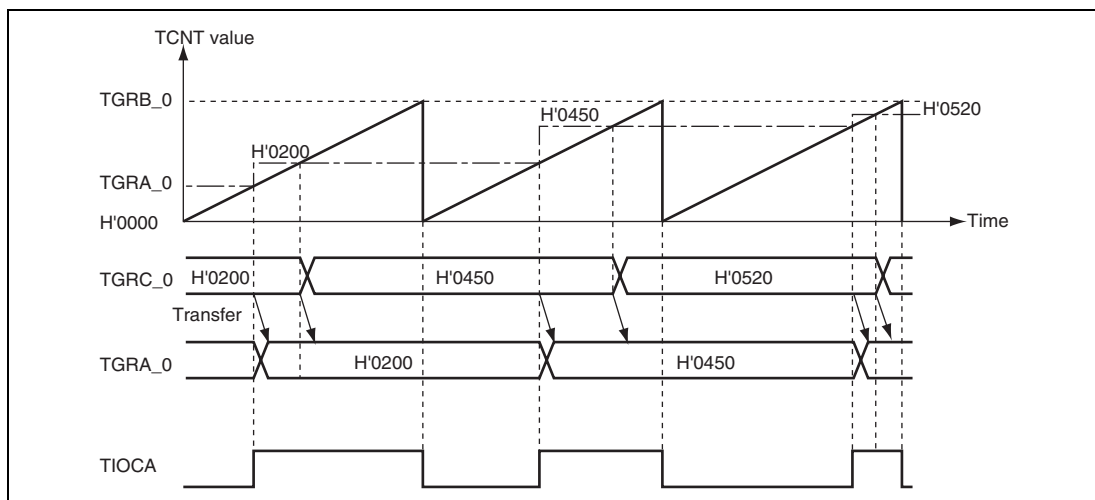 TCNT value
TGRB_0
H'0520
H'0450
H'0200
TGRA_0
H'0000
Time
TGRC_0
H'0200
H'0450
H'0520
Transfer
TGRA_0
H'0200
H'0450
TIOCA